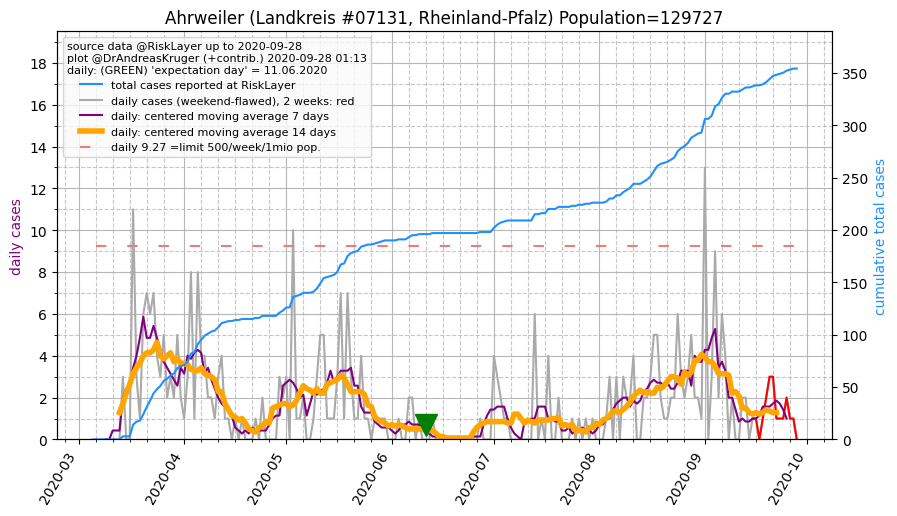 Ahrweiler (Landkreis #07131, Rheinland-Pfalz) Population=129727
source data @RiskLayer up to 2020-09-28
plot @DrAndreasKruger (+contrib.) 2020-09-28 01:13
daily: (GREEN) 'expectation day' = 11.06.2020
total cases reported at RiskLayer
daily cases (weekend-flawed), 2 weeks: red
daily: centered moving average 7 days
daily: centered moving average 14 days
daily 9.27 =limit 500/week/1mio pop.
daily cases
18
16
14
12
10
8
6
4
2
0
350
300
250
200
150
100
50
0
cumulative total cases
2020-03
2020-04
2020-05
2020-06
2020-07
2020-08
2020-09
2020-10